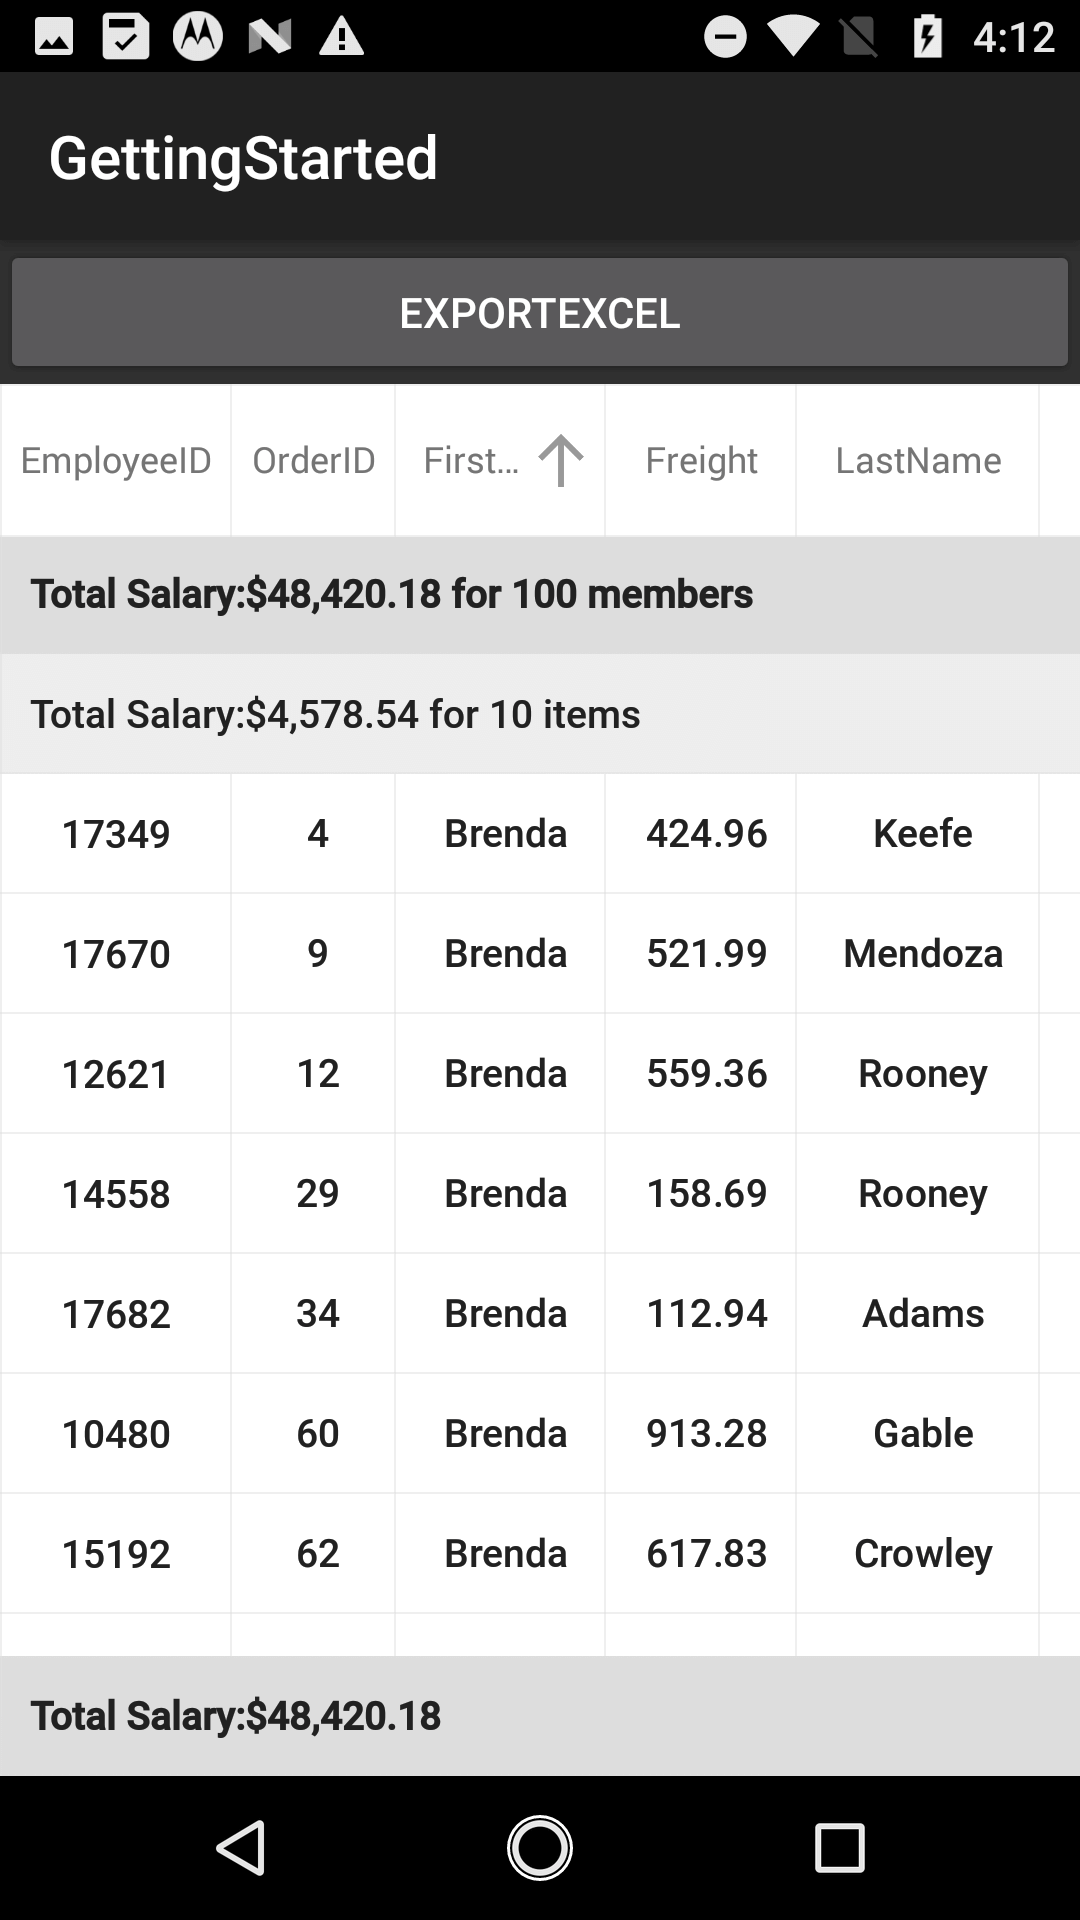 4:12
GettingStarted
EXPORTEXCEL
EmployeeID OrderID First... Freight LastName
Total Salary:$48,420.18 for 100 members
Total Salary:$4,578.54 for 10 items
17349 4 Brenda 424.96 Keefe
17670 9 Brenda 521.99 Mendoza
12621 12 Brenda 559.36 Rooney
14558 29 Brenda 158.69 Rooney
17682 34 Brenda 112.94 Adams
10480 60 Brenda 913.28 Gable
15192 62 Brenda 617.83 Crowley
Total Salary:$48,420.18